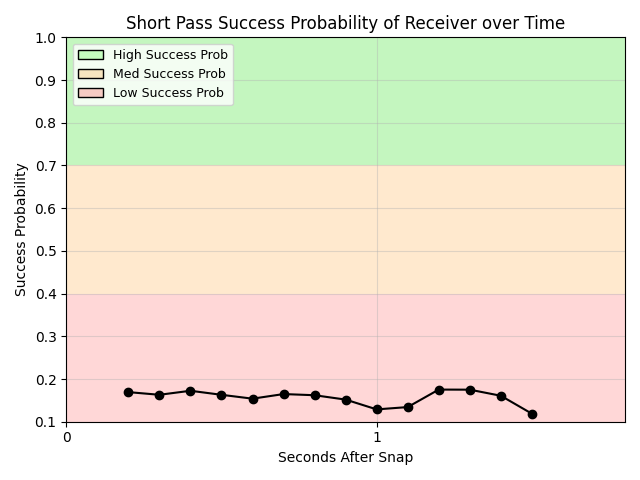 Short Pass Success Probability of Receiver over Time
High Success Prob
Med Success Prob
Low Success Prob
Success Probability
1.0
0.9
0.8
0.7
0.6
0.5
0.4
0.3
0.2
0.1
0
1
Seconds After Snap